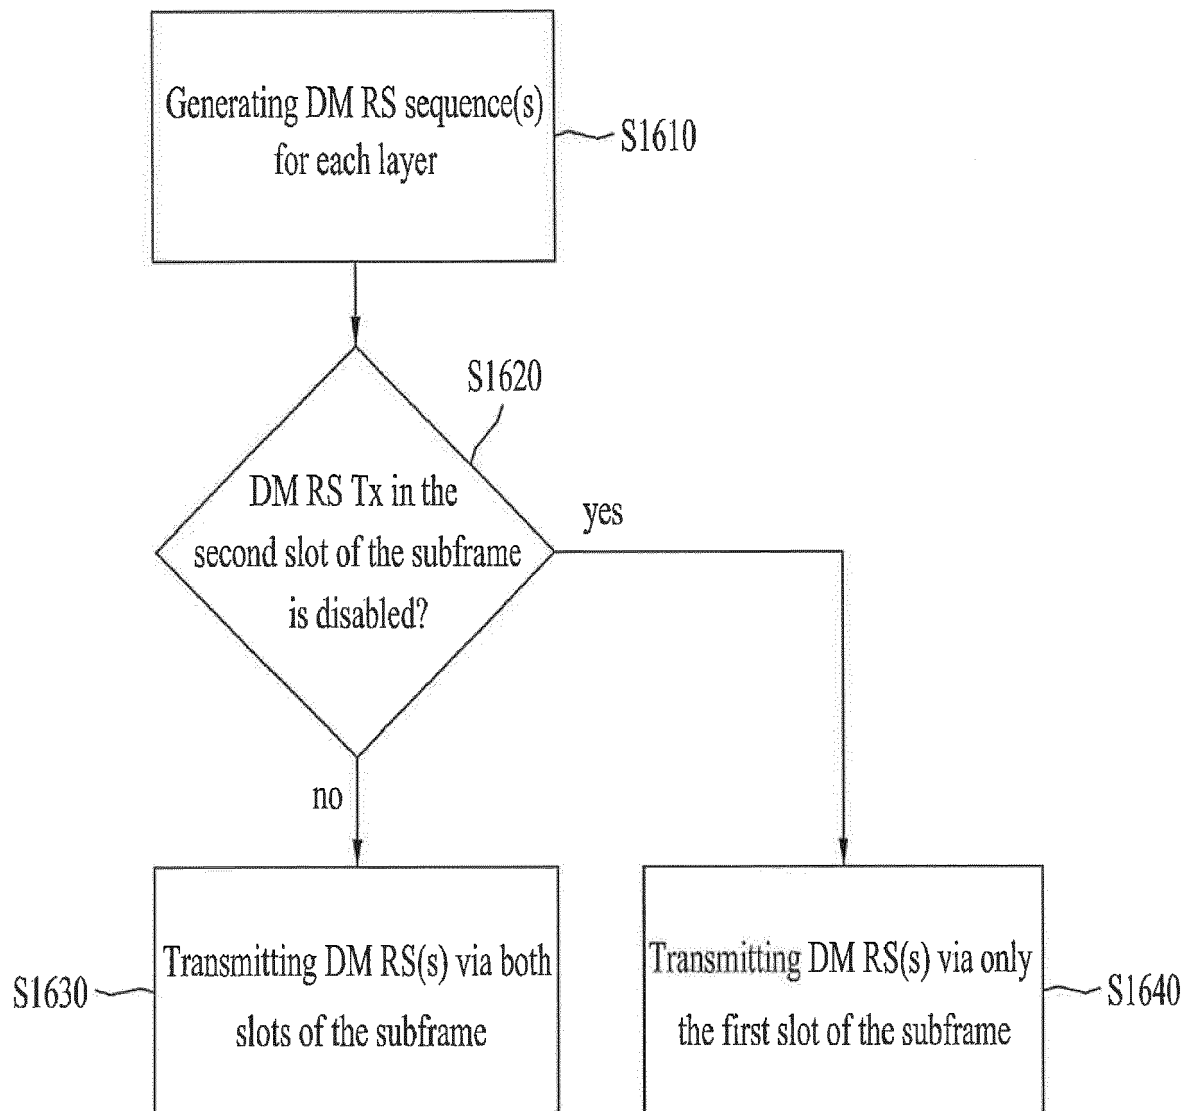 Generating DM RS sequence(s)
for each layer
S1610
S1620
DM RS Tx in the
second slot of the subframe
is disabled?
yes
no
Transmitting DM RS(s) via both
slots of the subframe
S1630
Transmitting DM RS(s) via only
the first slot of the subframe
S1640